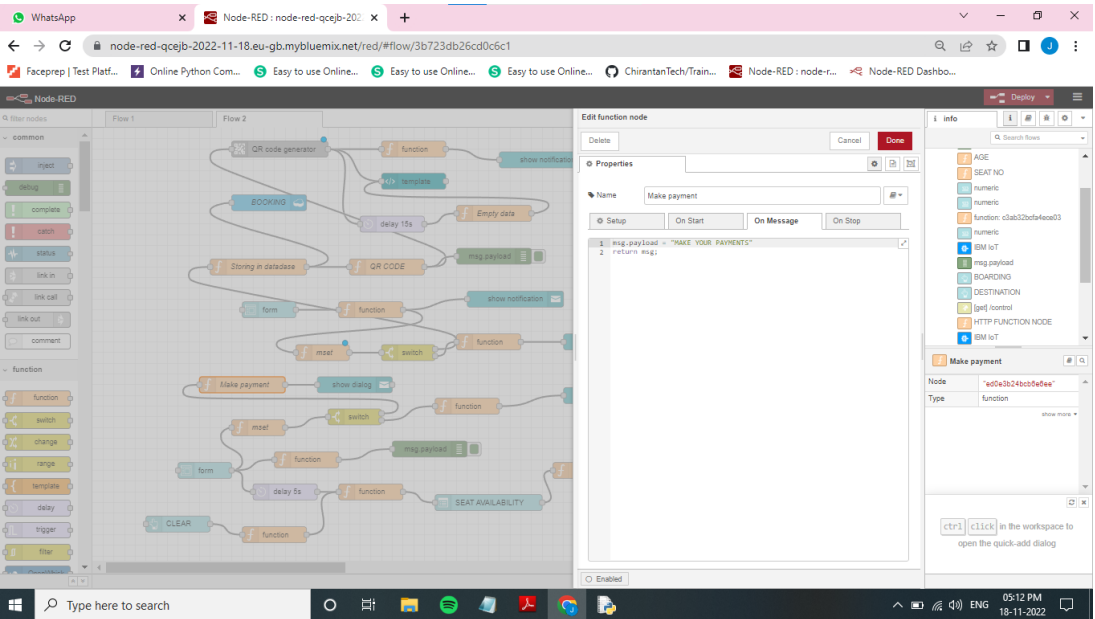 WhatsApp
Node-RED : node-red-qcejb-202
node-red-qcejb-2022-11-18.eu-gb.mybluemix.net/red/#flow/3b723db26cd0c6c1
Faceprep | Test Platf...
Online Python Com...
Easy to use Online...
Easy to use Online...
Easy to use Online...
ChirantanTech/Train...
Node-RED : node-r...
Node-RED Dashbo...
Node-RED
Deploy
filter nodes
common
inject
debug
complete
catch
status
link in
link call
link out
comment
function
function
switch
change
range
template
delay
trigger
filter
Flow 1
Flow 2
QR code generator
function
show notification
template
BOOKING
delay 15s
Empty data
msg.payload
Storing in datadase
QR CODE
form
function
show notification
function
mset
switch
Make payment
show dialog
function
switch
mset
msg.payload
function
form
delay 5s
function
SEAT AVAILABILITY
CLEAR
function
Edit function node
Delete
Cancel
Done
Properties
Name
Make payment
Setup
On Start
On Message
On Stop
1 msg.payload = "MAKE YOUR PAYMENTS"
2 return msg;
Enabled
i info
Search flows
AGE
SEAT NO
numeric
numeric
function: c3ab32bcfa4ece03
numeric
IBM IoT
msg.payload
BOARDING
DESTINATION
[get] /control
HTTP FUNCTION NODE
IBM IoT
Make payment
Node
"ed0e3b24bcb6e6ee"
Type
function
show more
ctrl click in the workspace to
open the quick-add dialog
Type here to search
ENG
05:12 PM
18-11-2022